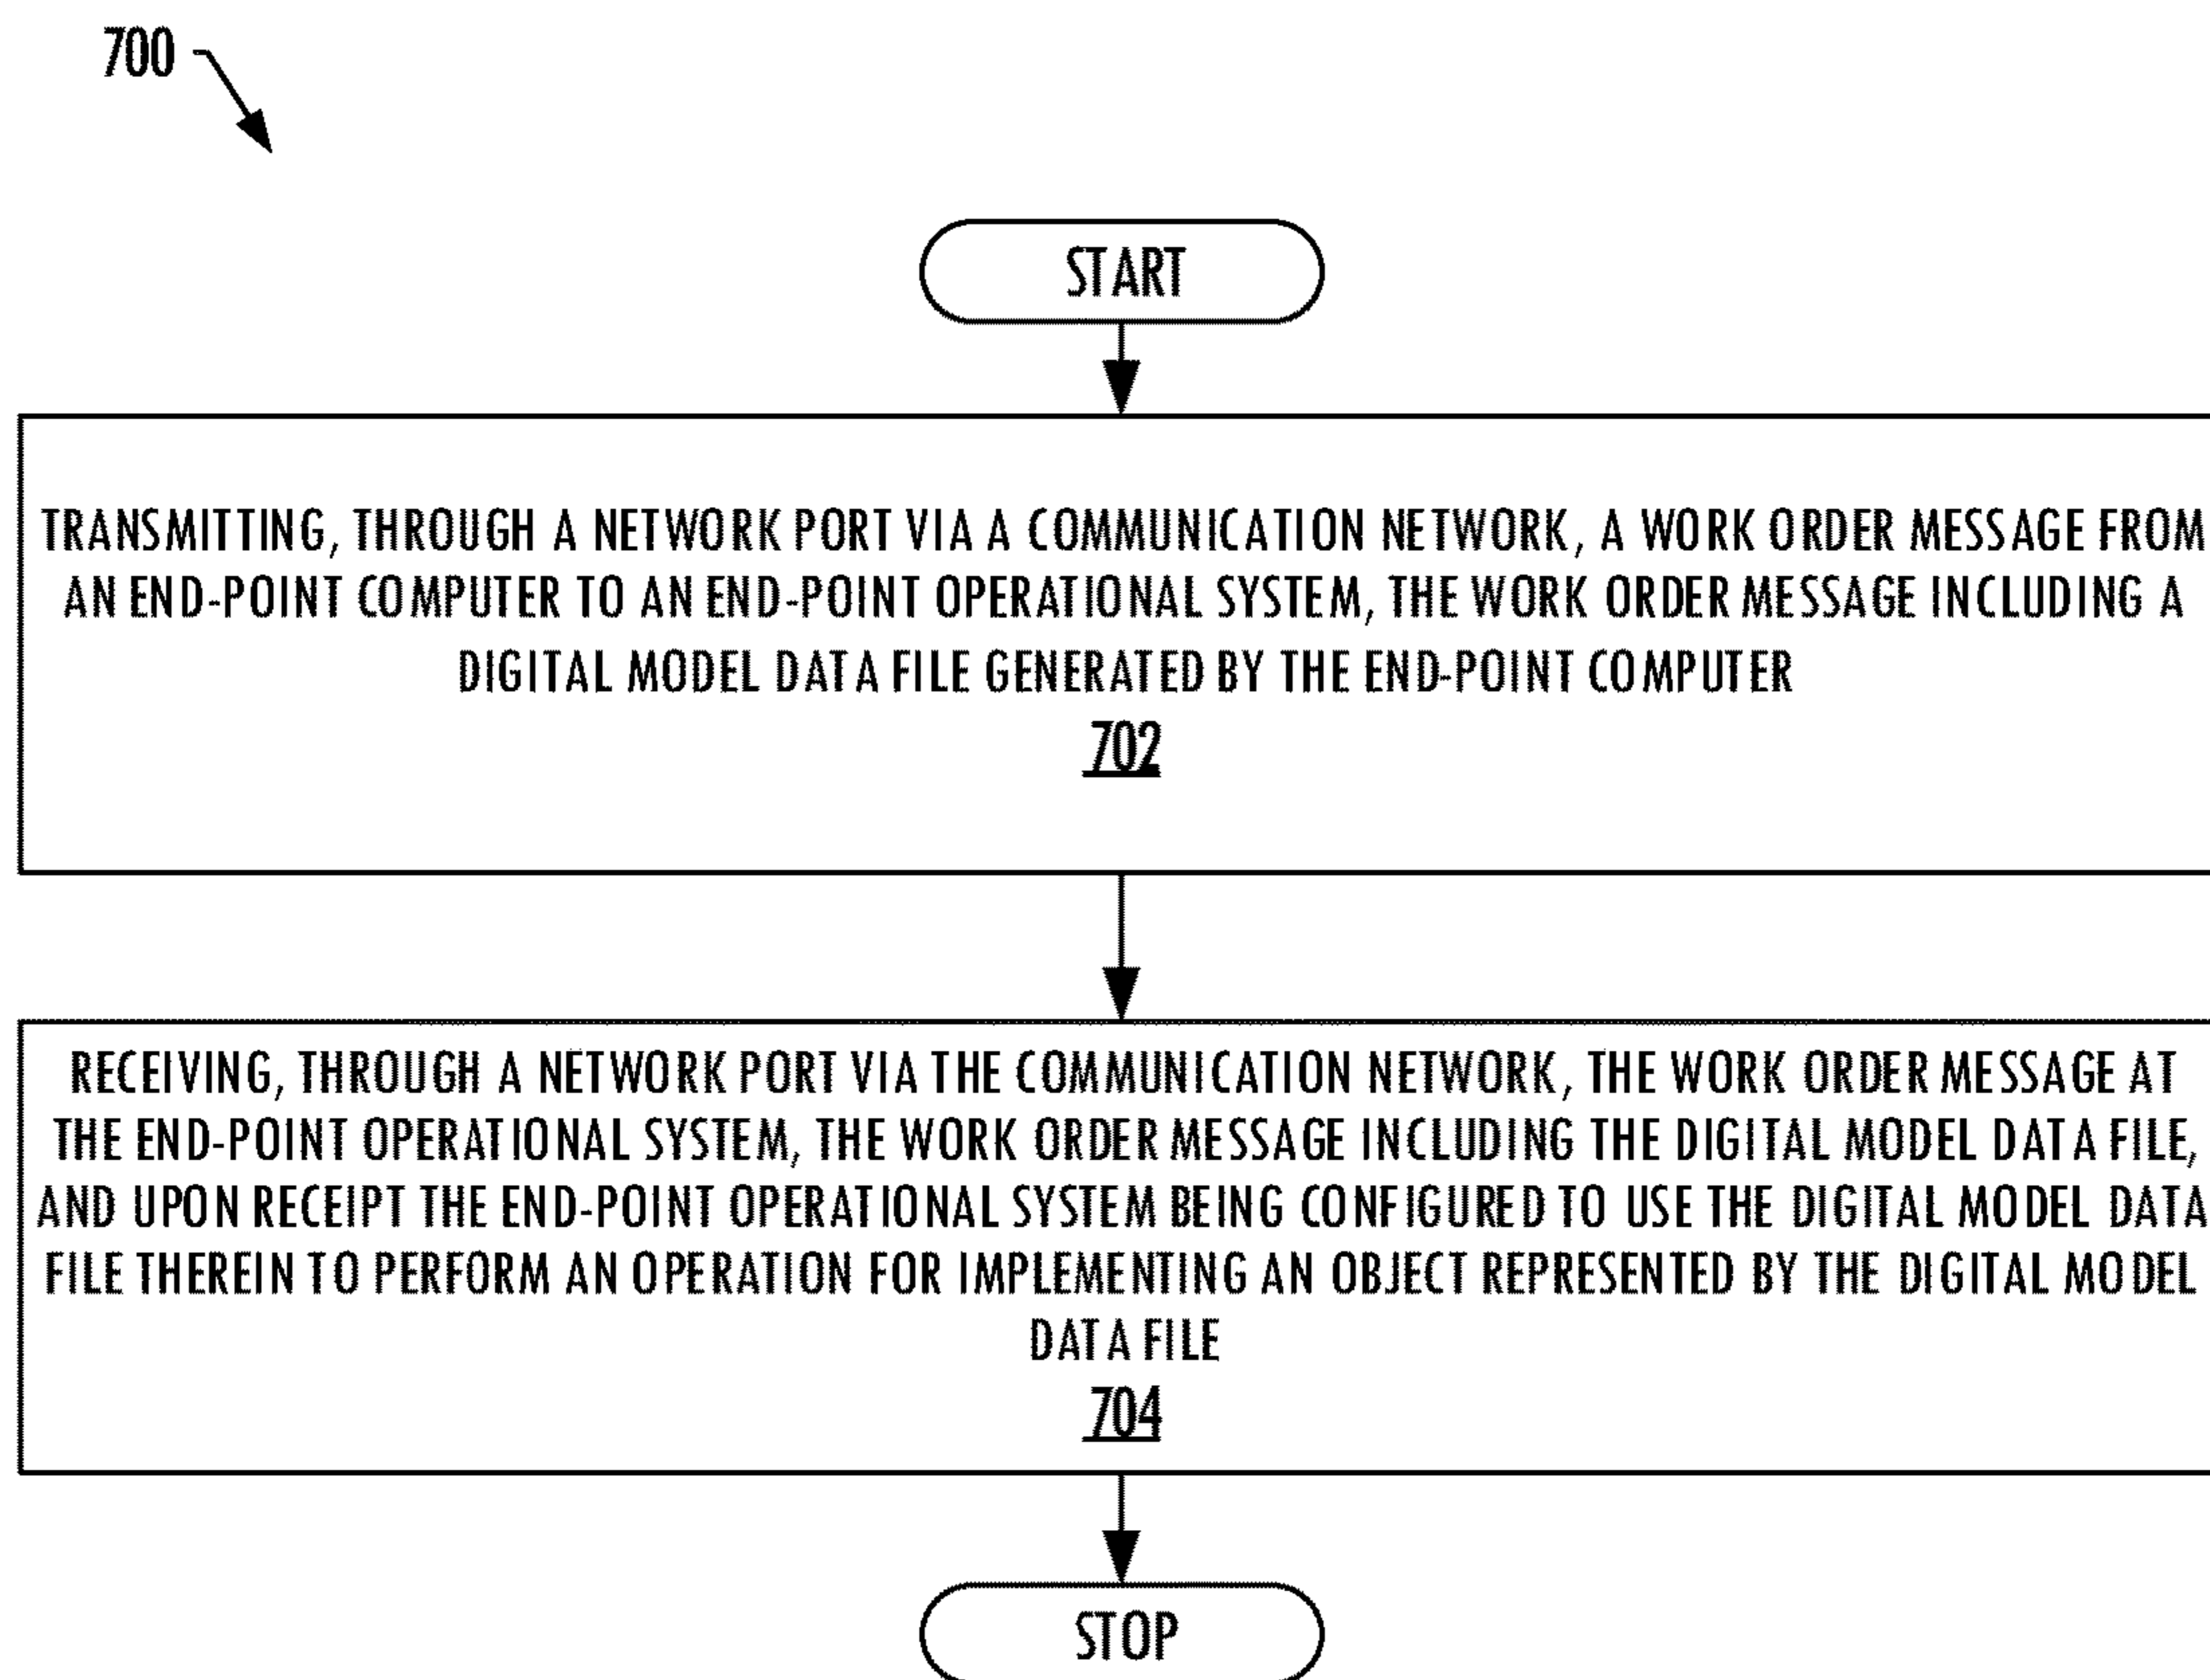 700
START
TRANSMITTING, THROUGH A NETWORK PORT VIA A COMMUNICATION NETWORK, A WORK ORDER MESSAGE FROM
AN END-POINT COMPUTER TO AN END-POINT OPERATIONAL SYSTEM, THE WORK ORDER MESSAGE INCLUDING A
DIGITAL MODEL DATA FILE GENERATED BY THE END-POINT COMPUTER
702
RECEIVING, THROUGH A NETWORK PORT VIA THE COMMUNICATION NETWORK, THE WORK ORDER MESSAGE AT
THE END-POINT OPERATIONAL SYSTEM, THE WORK ORDER MESSAGE INCLUDING THE DIGITAL MODEL DATA FILE,
AND UPON RECEIPT THE END-POINT OPERATIONAL SYSTEM BEING CONFIGURED TO USE THE DIGITAL MODEL DATA
FILE THEREIN TO PERFORM AN OPERATION FOR IMPLEMENTING AN OBJECT REPRESENTED BY THE DIGITAL MODEL
DATA FILE
704
STOP